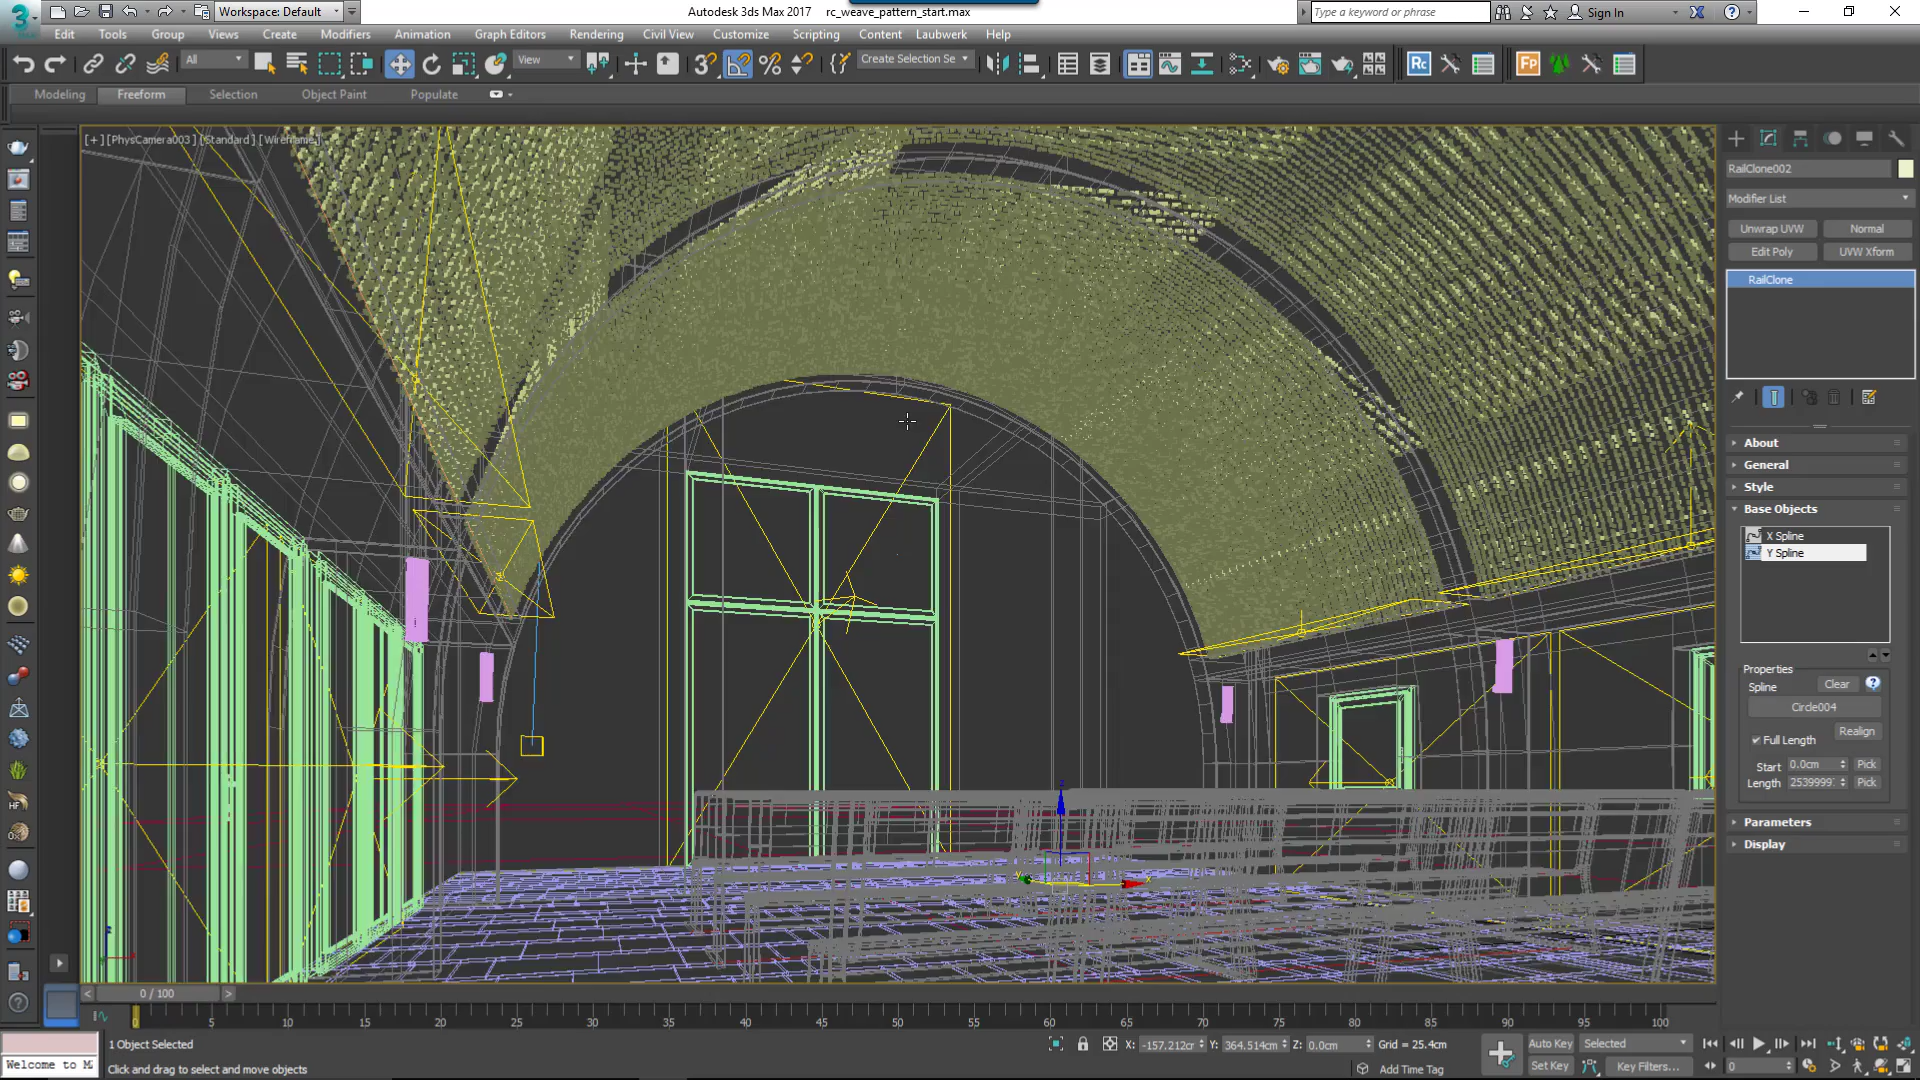 Workspace: Default
Autodesk 3ds Max 2017 rc_weave_pattern_start.max
Type a keyword or phrase
Sign In
Edit Tools Group Views Create Modifiers Animation Graph Editors Rendering Civil View Customize Scripting Content Laubwerk Help
All
View
Create Selection Se
Rc
Fp
Modeling Freeform Selection Object Paint Populate
[+] [PhysCamera003] [Standard] [Wireframe]
RailClone002
Modifier List
Unwrap UVW Normal
Edit Poly UVW Xform
RailClone
About
General
Style
Base Objects
X Spline
Y Spline
Properties
Spline Clear
Circle004
Realign
Full Length
Start 0.0cm Pick
Length 2539999 Pick
Parameters
Display
HF
0 / 100
0 5 10 15 20 25 30 35 40 45 50 55 60 65 70 75 80 85 90 95 100
1 Object Selected
X: -157.212cr Y: 364.514cm Z: 0.0cm Grid = 25.4cm
Auto Key Selected
Welcome to M
Click and drag to select and move objects
Add Time Tag
Set Key Key Filters...
0